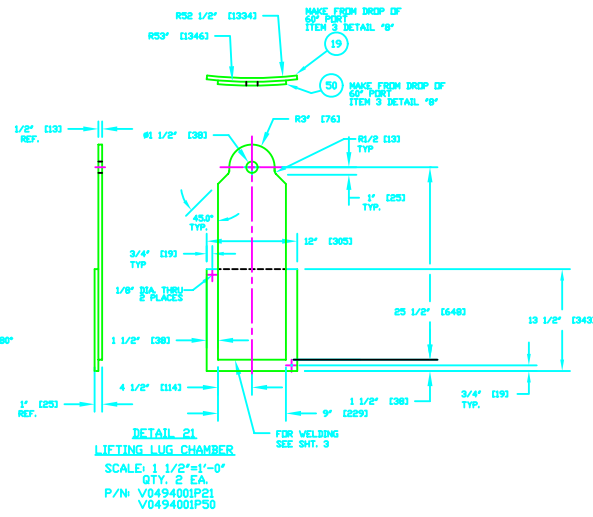 R52 1/2" [1334]
R53" [1346]
MAKE FROM DROP OF
60" PORT
ITEM 3 DETAIL "8"
19
50
MAKE FROM DROP OF
60" PORT
ITEM 3 DETAIL "8"
1/2" [13]
REF.
Ø1 1/2" [38]
R3" [76]
R1/2 [13]
TYP
1" [25]
TYP.
45.0°
TYP.
12" [305]
3/4" [19]
TYP
1/8" DIA. THRU
2 PLACES
25 1/2" [648]
13 1/2" [343]
80°
1 1/2" [38]
4 1/2" [114]
1 1/2" [38]
3/4" [19]
TYP.
1" [25]
REF.
9" [229]
FOR WELDING
SEE SHT. 3
DETAIL 21
LIFTING LUG CHAMBER
SCALE: 1 1/2"=1'-0"
QTY. 2 EA.
P/N: V0494001P21
V0494001P50